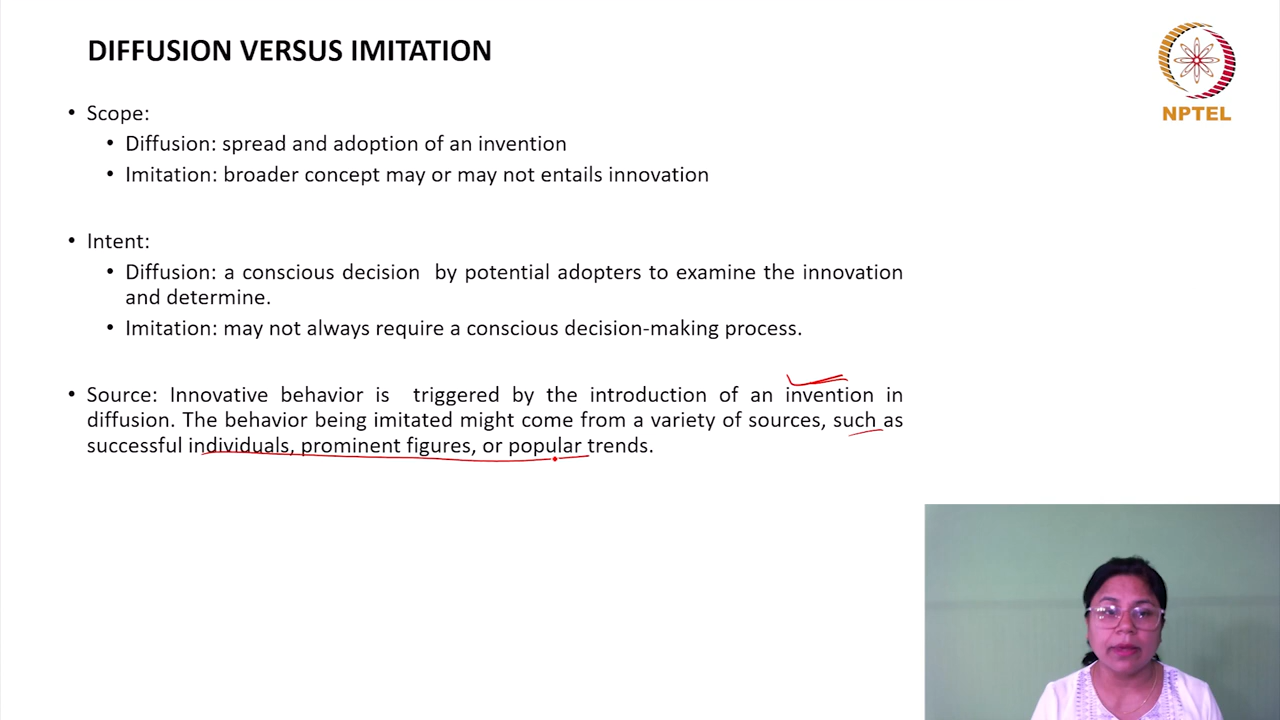 DIFFUSION VERSUS IMITATION
NPTEL
• Scope:
• Diffusion: spread and adoption of an invention
• Imitation: broader concept may or may not entails innovation
• Intent:
• Diffusion: a conscious decision by potential adopters to examine the innovation
and determine.
• Imitation: may not always require a conscious decision-making process.
• Source: Innovative behavior is triggered by the introduction of an invention in
diffusion. The behavior being imitated might come from a variety of sources, such as
successful individuals, prominent figures, or popular trends.